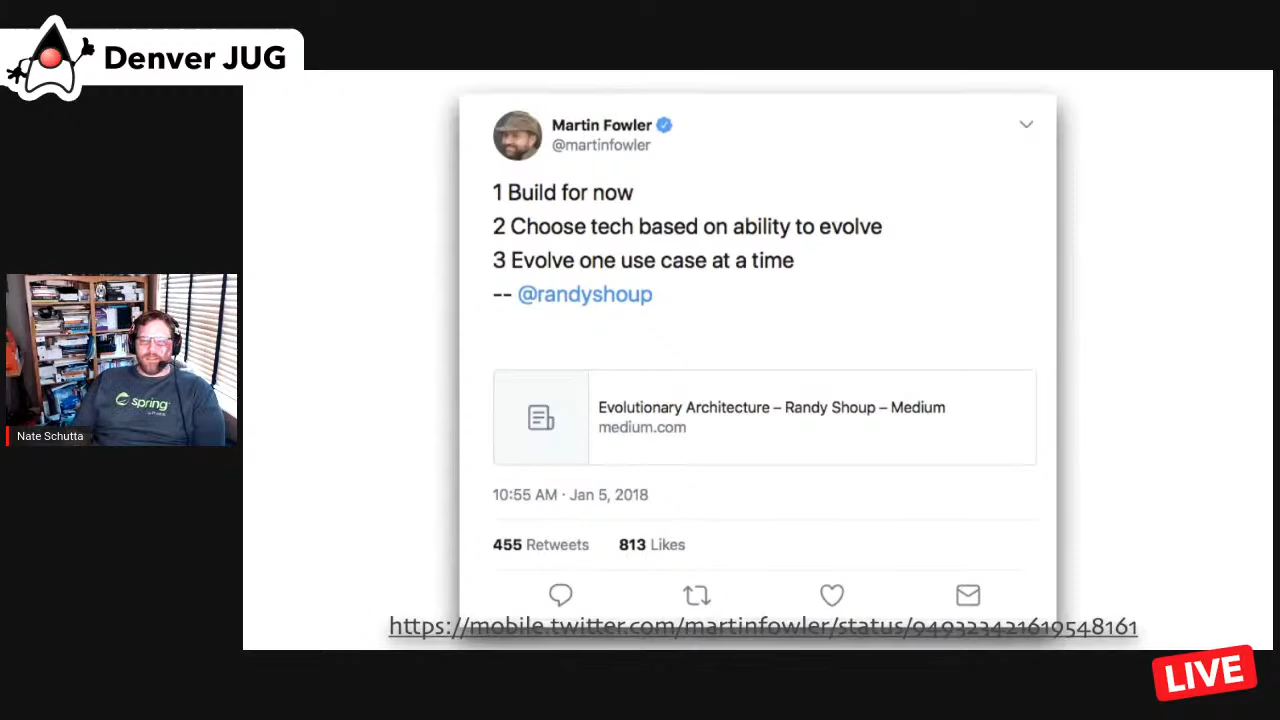 Denver JUG
Martin Fowler
@martinfowler
1 Build for now
2 Choose tech based on ability to evolve
3 Evolve one use case at a time
-- @randyshoup
Evolutionary Architecture – Randy Shoup – Medium
medium.com
10:55 AM · Jan 5, 2018
455 Retweets 813 Likes
https://mobile.twitter.com/martinfowler/status/949323421619548161
spring
Nate Schutta
LIVE